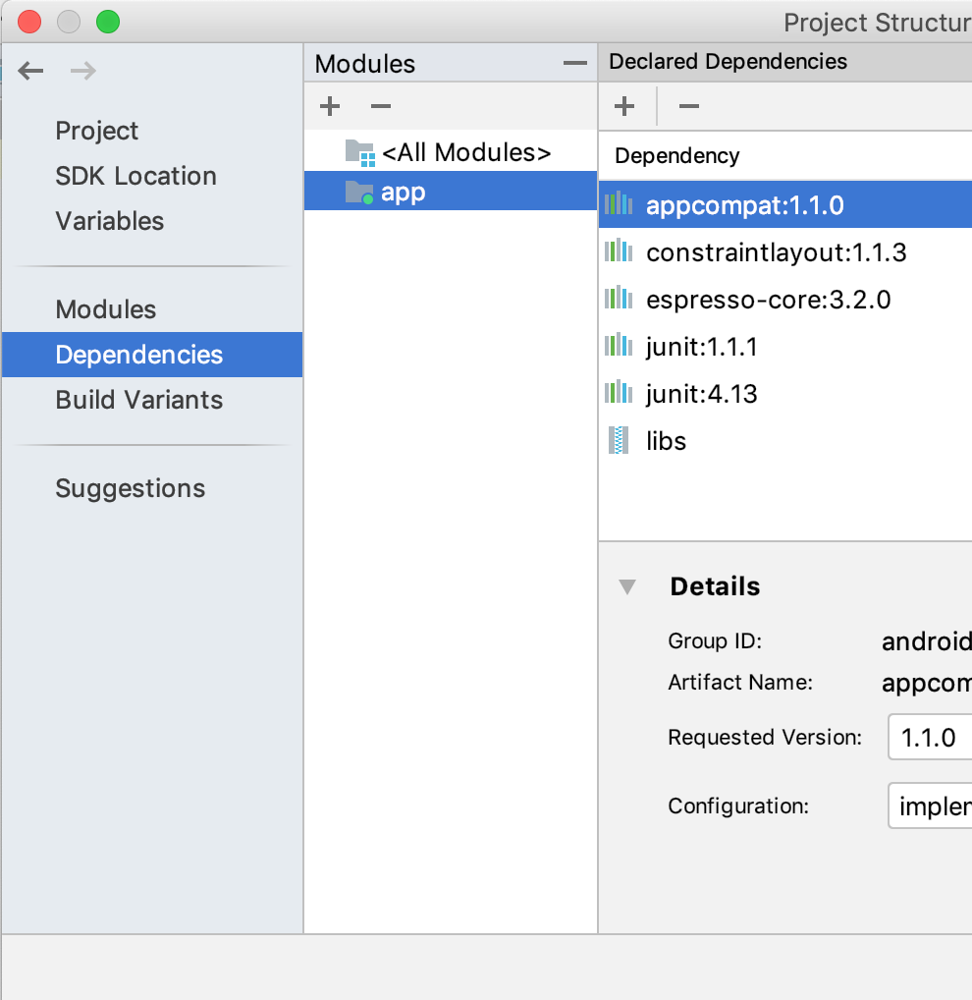 Project Structur
Project
SDK Location
Variables
Modules
Dependencies
Build Variants
Suggestions
Modules
<All Modules>
app
Declared Dependencies
Dependency
appcompat:1.1.0
constraintlayout:1.1.3
espresso-core:3.2.0
junit:1.1.1
junit:4.13
libs
Details
Group ID: android
Artifact Name: appcom
Requested Version: 1.1.0
Configuration: implem